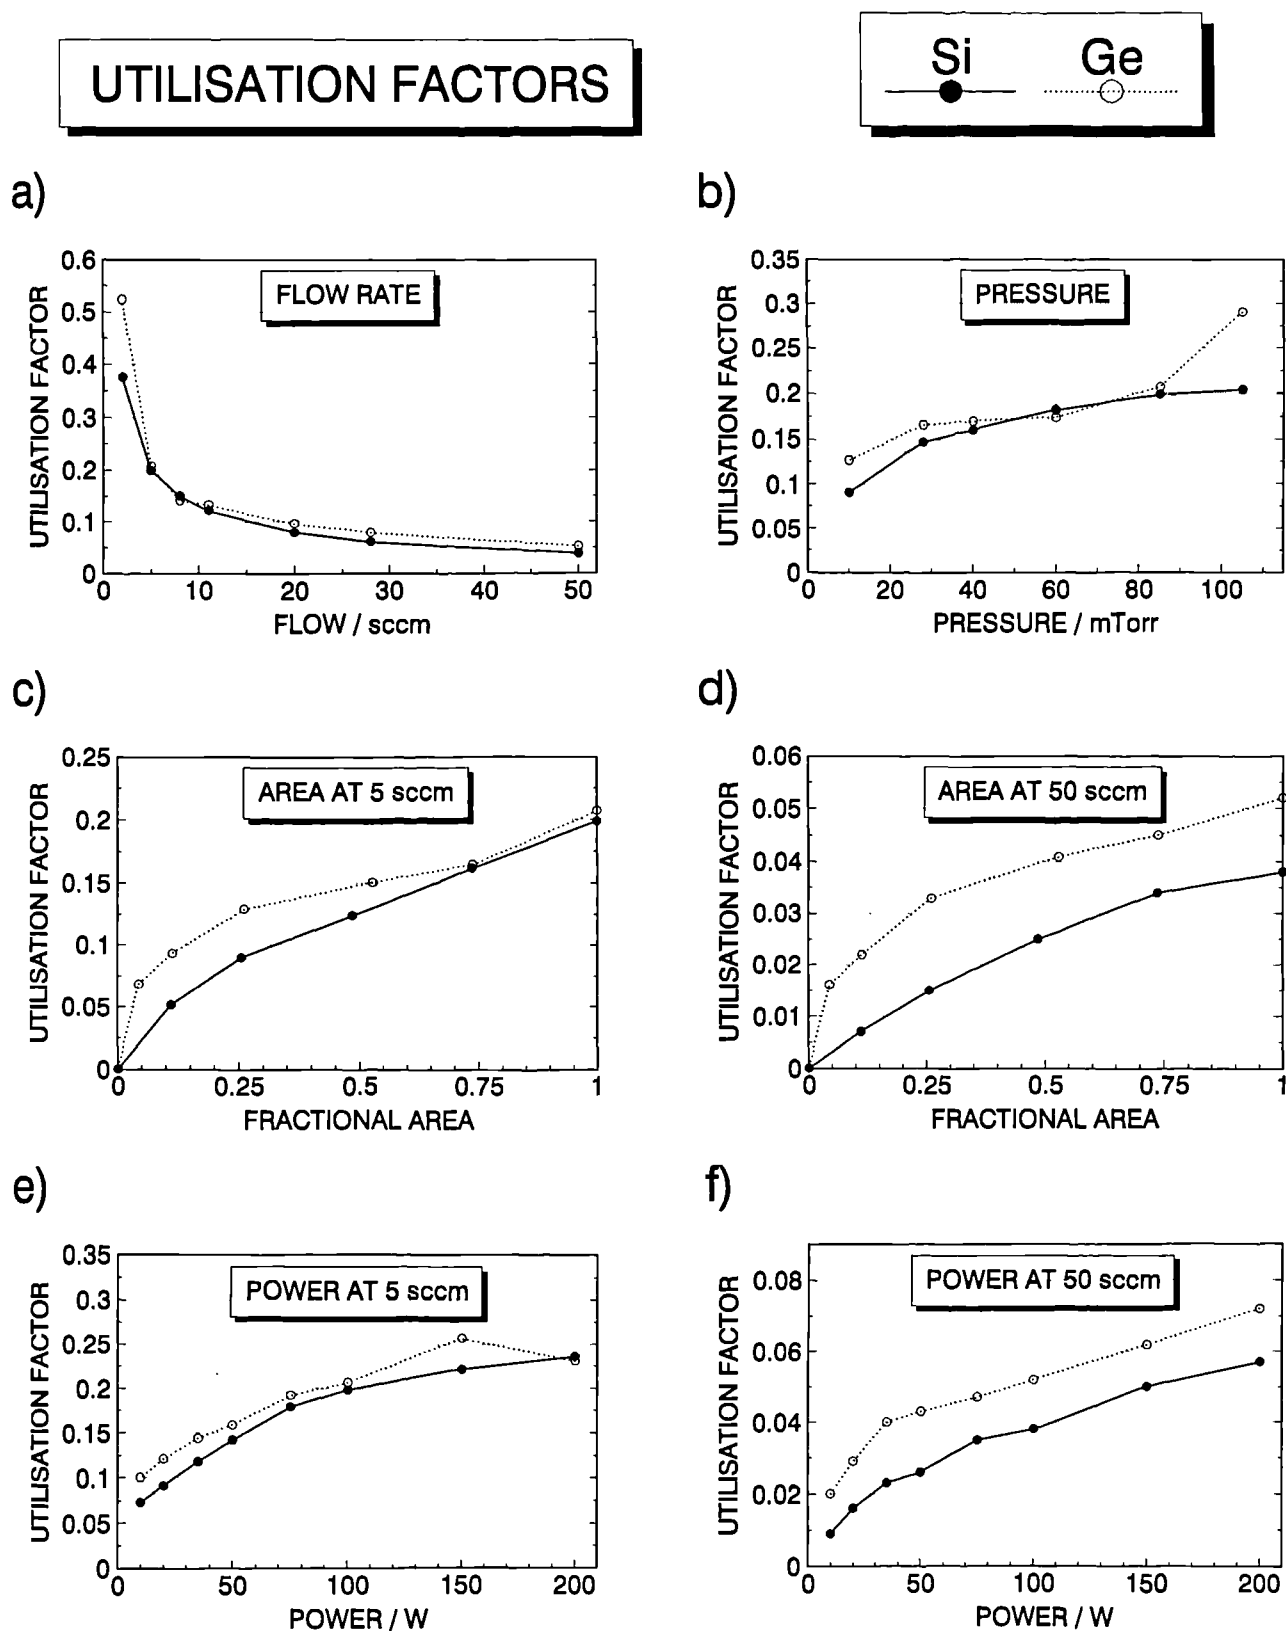 UTILISATION FACTORS
Si Ge
a)
FLOW RATE
UTILISATION FACTOR
0.6
0.5
0.4
0.3
0.2
0.1
0
0 10 20 30 40 50
FLOW / sccm
b)
PRESSURE
UTILISATION FACTOR
0.35
0.3
0.25
0.2
0.15
0.1
0.05
0
0 20 40 60 80 100
PRESSURE / mTorr
c)
AREA AT 5 sccm
UTILISATION FACTOR
0.25
0.2
0.15
0.1
0.05
0
0 0.25 0.5 0.75 1
FRACTIONAL AREA
d)
AREA AT 50 sccm
UTILISATION FACTOR
0.06
0.05
0.04
0.03
0.02
0.01
0
0 0.25 0.5 0.75 1
FRACTIONAL AREA
e)
POWER AT 5 sccm
UTILISATION FACTOR
0.35
0.3
0.25
0.2
0.15
0.1
0.05
0
0 50 100 150 200
POWER / W
f)
POWER AT 50 sccm
UTILISATION FACTOR
0.08
0.06
0.04
0.02
0
0 50 100 150 200
POWER / W